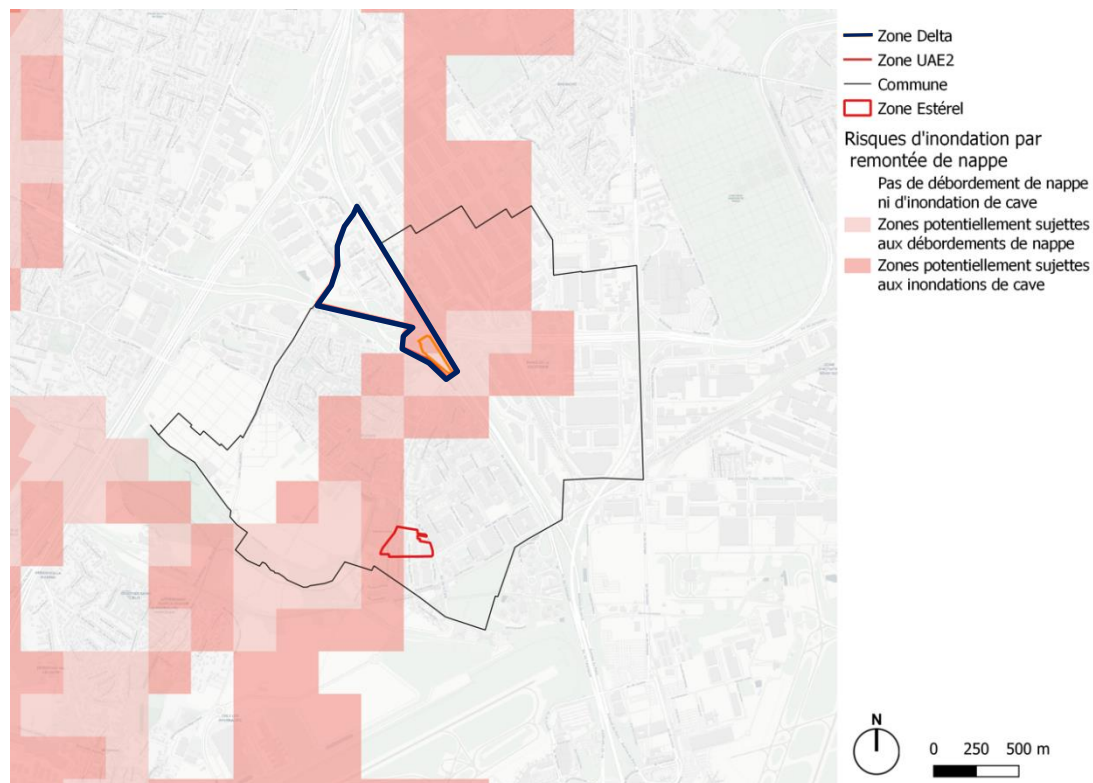 Zone Delta
Zone UAE2
Commune
Zone Estérel
Risques d'inondation par
remontée de nappe
Pas de débordement de nappe
ni d'inondation de cave
Zones potentiellement sujettes
aux débordements de nappe
Zones potentiellement sujettes
aux inondations de cave
N
0 250 500 m